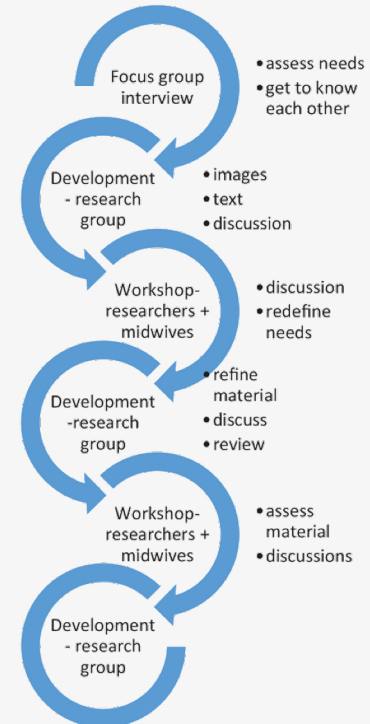 Focus group
interview
• assess needs
• get to know
each other
Development
- research
group
• images
• text
• discussion
Workshop-
researchers +
midwives
• discussion
• redefine
needs
Development
-research
group
• refine
material
• discuss
• review
Workshop-
researchers +
midwives
• assess
material
• discussions
Development
- research
group